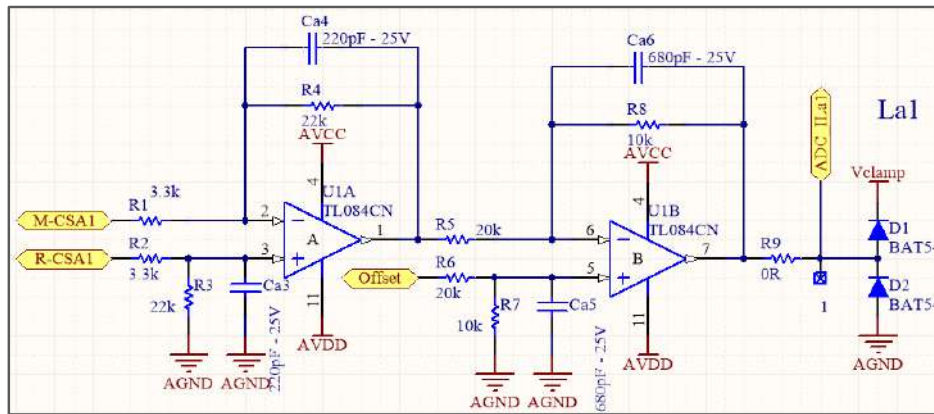 Ca4
220pF - 25V
R4
22k
AVCC
4
U1A
TL084CN
M-CSA1
3.3k
R1
2
A
1
R-CSA1
R2
3.3k
3
R3
22k
Ca3
220pF - 25V
11
AGND
AGND
AVDD
Ca6
680pF - 25V
R8
10k
AVCC
4
U1B
TL084CN
R5
20k
6
B
7
Offset
R6
20k
5
R7
10k
Ca5
680pF - 25V
11
AGND
AGND
AVDD
R9
0R
ADC_ILa1
La1
Vclamp
D1
BAT54
D2
BAT54
1
AGND